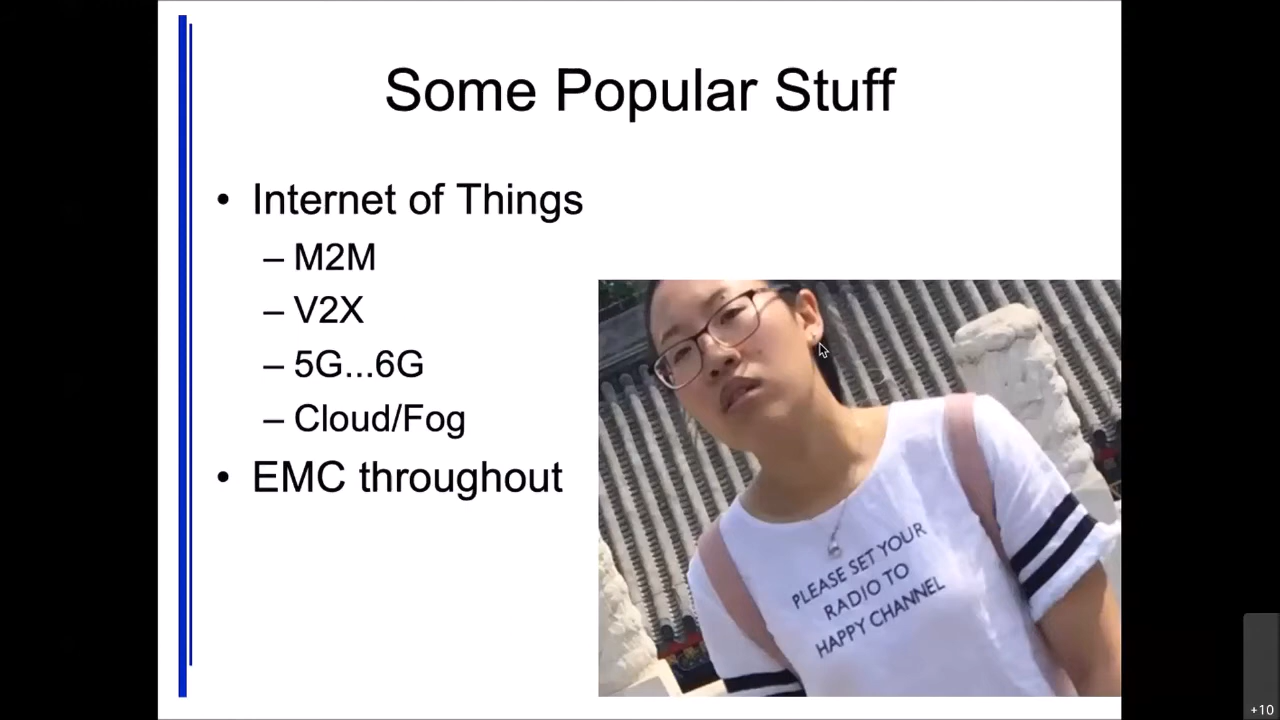 Some Popular Stuff
• Internet of Things
– M2M
– V2X
– 5G...6G
– Cloud/Fog
• EMC throughout
PLEASE SET YOUR
RADIO TO
HAPPY CHANNEL
+10